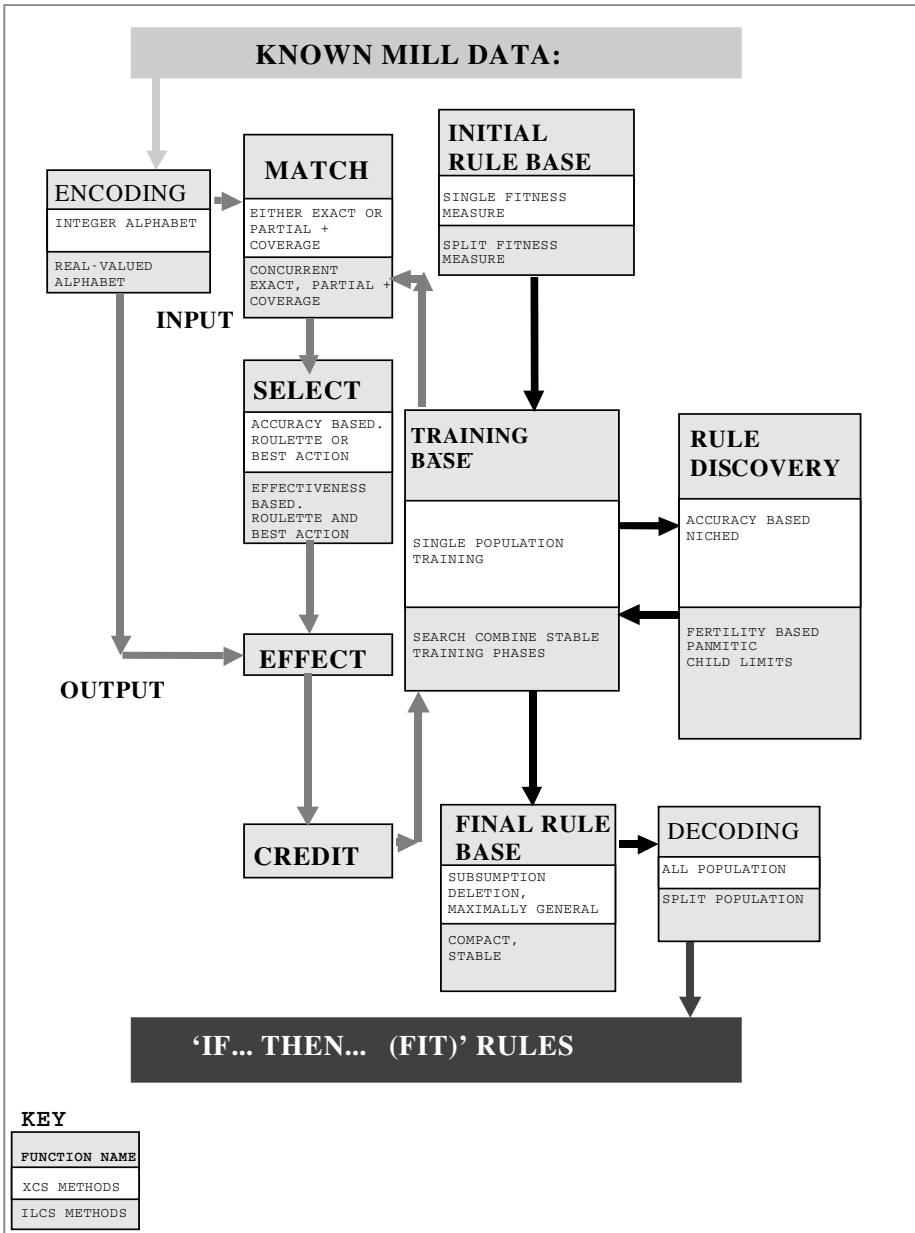 KNOWN MILL DATA:
INITIAL
RULE BASE
SINGLE FITNESS
MEASURE
SPLIT FITNESS
MEASURE
MATCH
EITHER EXACT OR
PARTIAL +
COVERAGE
CONCURRENT
EXACT, PARTIAL +
COVERAGE
ENCODING
INTEGER ALPHABET
REAL-VALUED
ALPHABET
INPUT
SELECT
ACCURACY BASED.
ROULETTE OR
BEST ACTION
EFFECTIVENESS
BASED.
ROULETTE AND
BEST ACTION
TRAINING
BASE
SINGLE POPULATION
TRAINING
SEARCH COMBINE STABLE
TRAINING PHASES
RULE
DISCOVERY
ACCURACY BASED
NICHED
FERTILITY BASED
PANMITIC
CHILD LIMITS
EFFECT
OUTPUT
CREDIT
FINAL RULE
BASE
SUBSUMPTION
DELETION,
MAXIMALLY GENERAL
COMPACT,
STABLE
DECODING
ALL POPULATION
SPLIT POPULATION
‘IF... THEN... (FIT)’ RULES
KEY
FUNCTION NAME
XCS METHODS
ILCS METHODS